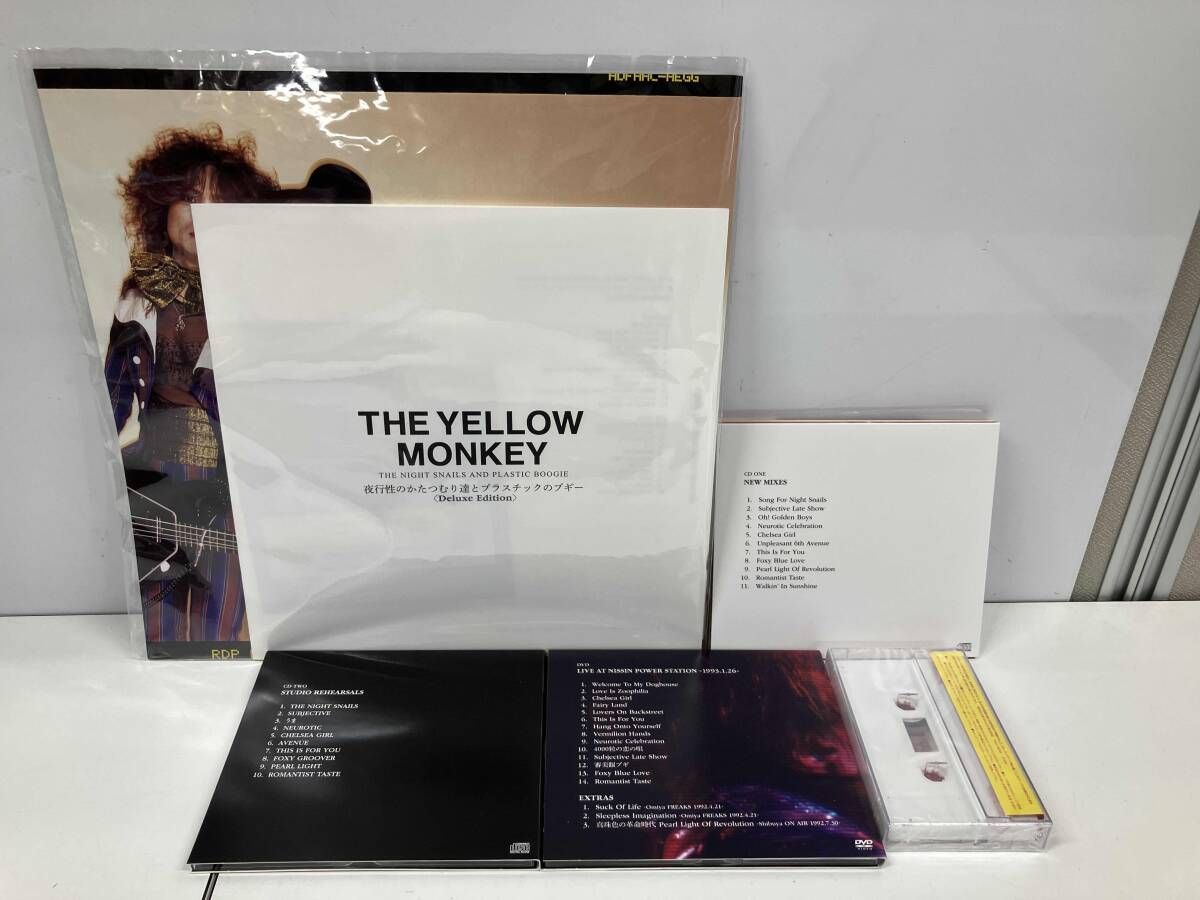 ADFAAL-AEGG
THE YELLOW
MONKEY
THE NIGHT SNAILS AND PLASTIC BOOGIE
夜行性のかたつむり達とプラスチックのブギー
〈Deluxe Edition〉
RDP
CD ONE
NEW MIXES
1. Song For Night Snails
2. Subjective Late Show
3. Oh! Golden Boys
4. Neurotic Celebration
5. Chelsea Girl
6. Unpleasant 6th Avenue
7. This Is For You
8. Foxy Blue Love
9. Pearl Light Of Revolution
10. Romantist Taste
11. Walkin' In Sunshine
CD TWO
STUDIO REHEARSALS
1. THE NIGHT SNAILS
2. SUBJECTIVE
3. うま
4. NEUROTIC
5. CHELSEA GIRL
6. AVENUE
7. THIS IS FOR YOU
8. FOXY GROOVER
9. PEARL LIGHT
10. ROMANTIST TASTE
DVD
LIVE AT NISSIN POWER STATION -1993.1.26-
1. Welcome To My Doghouse
2. Love Is Zoophilia
3. Chelsea Girl
4. Fairy Land
5. Lovers On Backstreet
6. This Is For You
7. Hang Onto Yourself
8. Vermilion Hands
9. Neurotic Celebration
10. 4000粒の恋の唄
11. Subjective Late Show
12. 審美眼ブギ
13. Foxy Blue Love
14. Romantist Taste
EXTRAS
1. Suck Of Life -Omiya FREAKS 1992.4.21-
2. Sleepless Imagination -Omiya FREAKS 1992.4.21-
3. 真珠色の革命時代 Pearl Light Of Revolution -Shibuya ON AIR 1992.7.30-
DVD
VIDEO